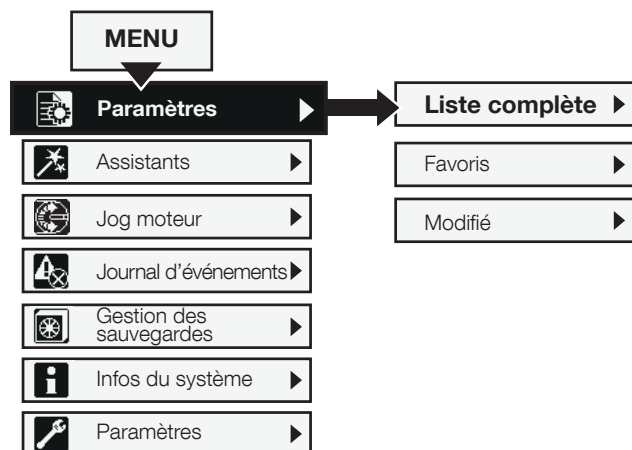 MENU
Paramètres
Liste complète
Assistants
Favoris
Jog moteur
Modifié
Journal d'événements
Gestion des
sauvegardes
Infos du système
Paramètres